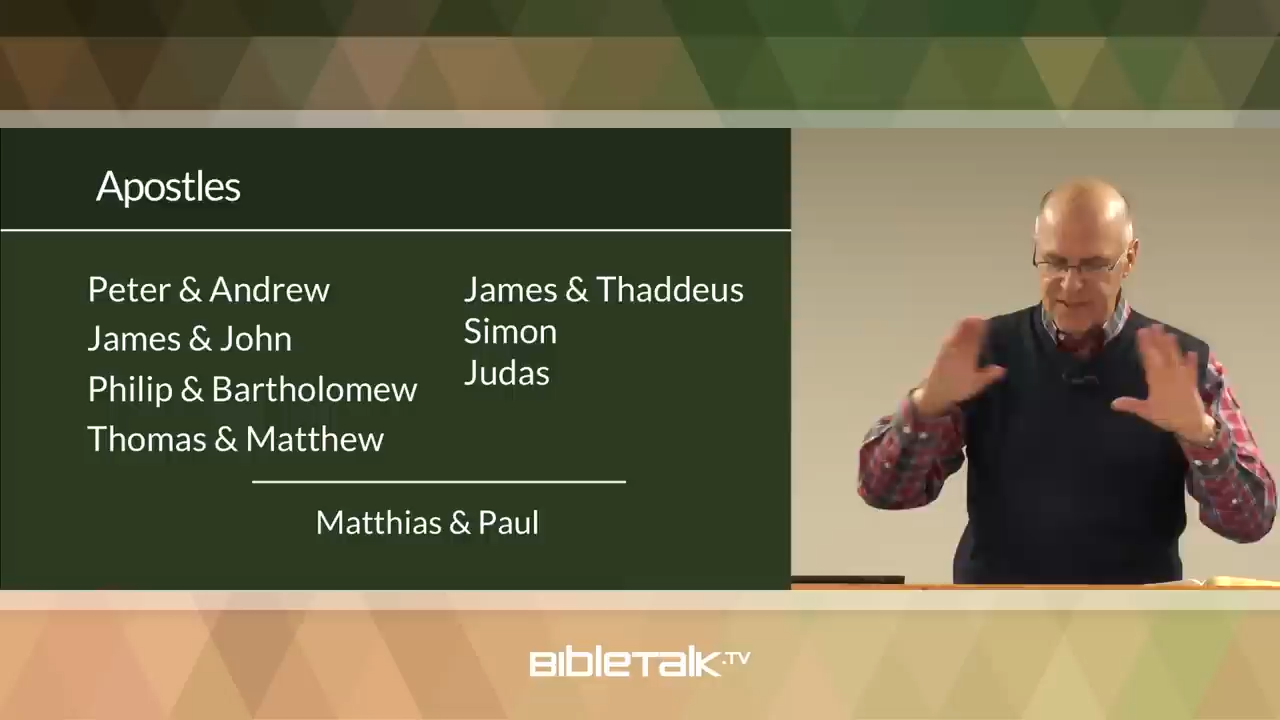 Apostles
Peter & Andrew
James & John
Philip & Bartholomew
Thomas & Matthew
James & Thaddeus
Simon
Judas
Matthias & Paul
BIBLETALK.TV